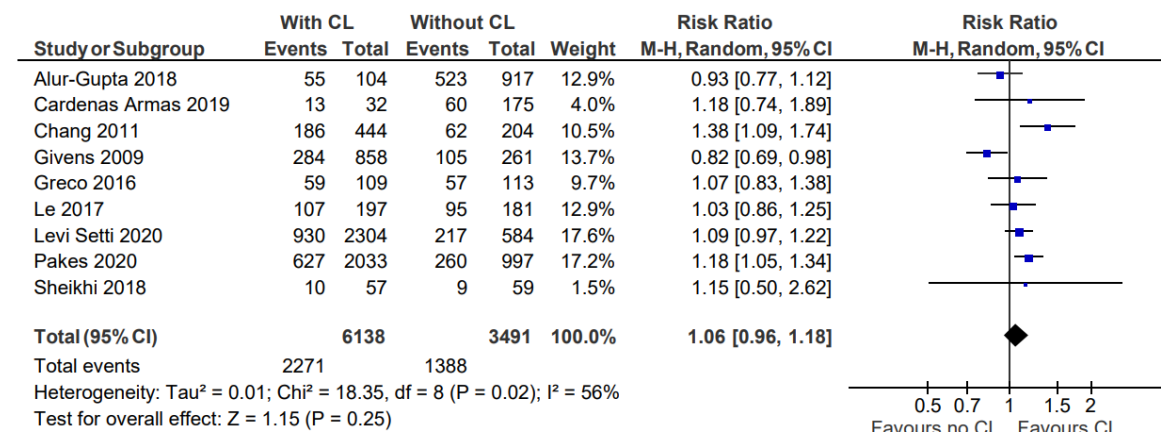 With CL Without CL Risk Ratio Risk Ratio
Study or Subgroup Events Total Events Total Weight M-H, Random, 95% CI M-H, Random, 95% CI
Alur-Gupta 2018 55 104 523 917 12.9% 0.93 [0.77, 1.12]
Cardenas Armas 2019 13 32 60 175 4.0% 1.18 [0.74, 1.89]
Chang 2011 186 444 62 204 10.5% 1.38 [1.09, 1.74]
Givens 2009 284 858 105 261 13.7% 0.82 [0.69, 0.98]
Greco 2016 59 109 57 113 9.7% 1.07 [0.83, 1.38]
Le 2017 107 197 95 181 12.9% 1.03 [0.86, 1.25]
Levi Setti 2020 930 2304 217 584 17.6% 1.09 [0.97, 1.22]
Pakes 2020 627 2033 260 997 17.2% 1.18 [1.05, 1.34]
Sheikhi 2018 10 57 9 59 1.5% 1.15 [0.50, 2.62]
Total (95% CI) 6138 3491 100.0% 1.06 [0.96, 1.18]
Total events 2271 1388
Heterogeneity: Tau² = 0.01; Chi² = 18.35, df = 8 (P = 0.02); I² = 56%
Test for overall effect: Z = 1.15 (P = 0.25)
0.5 0.7 1 1.5 2
Favours no CL Favours CL